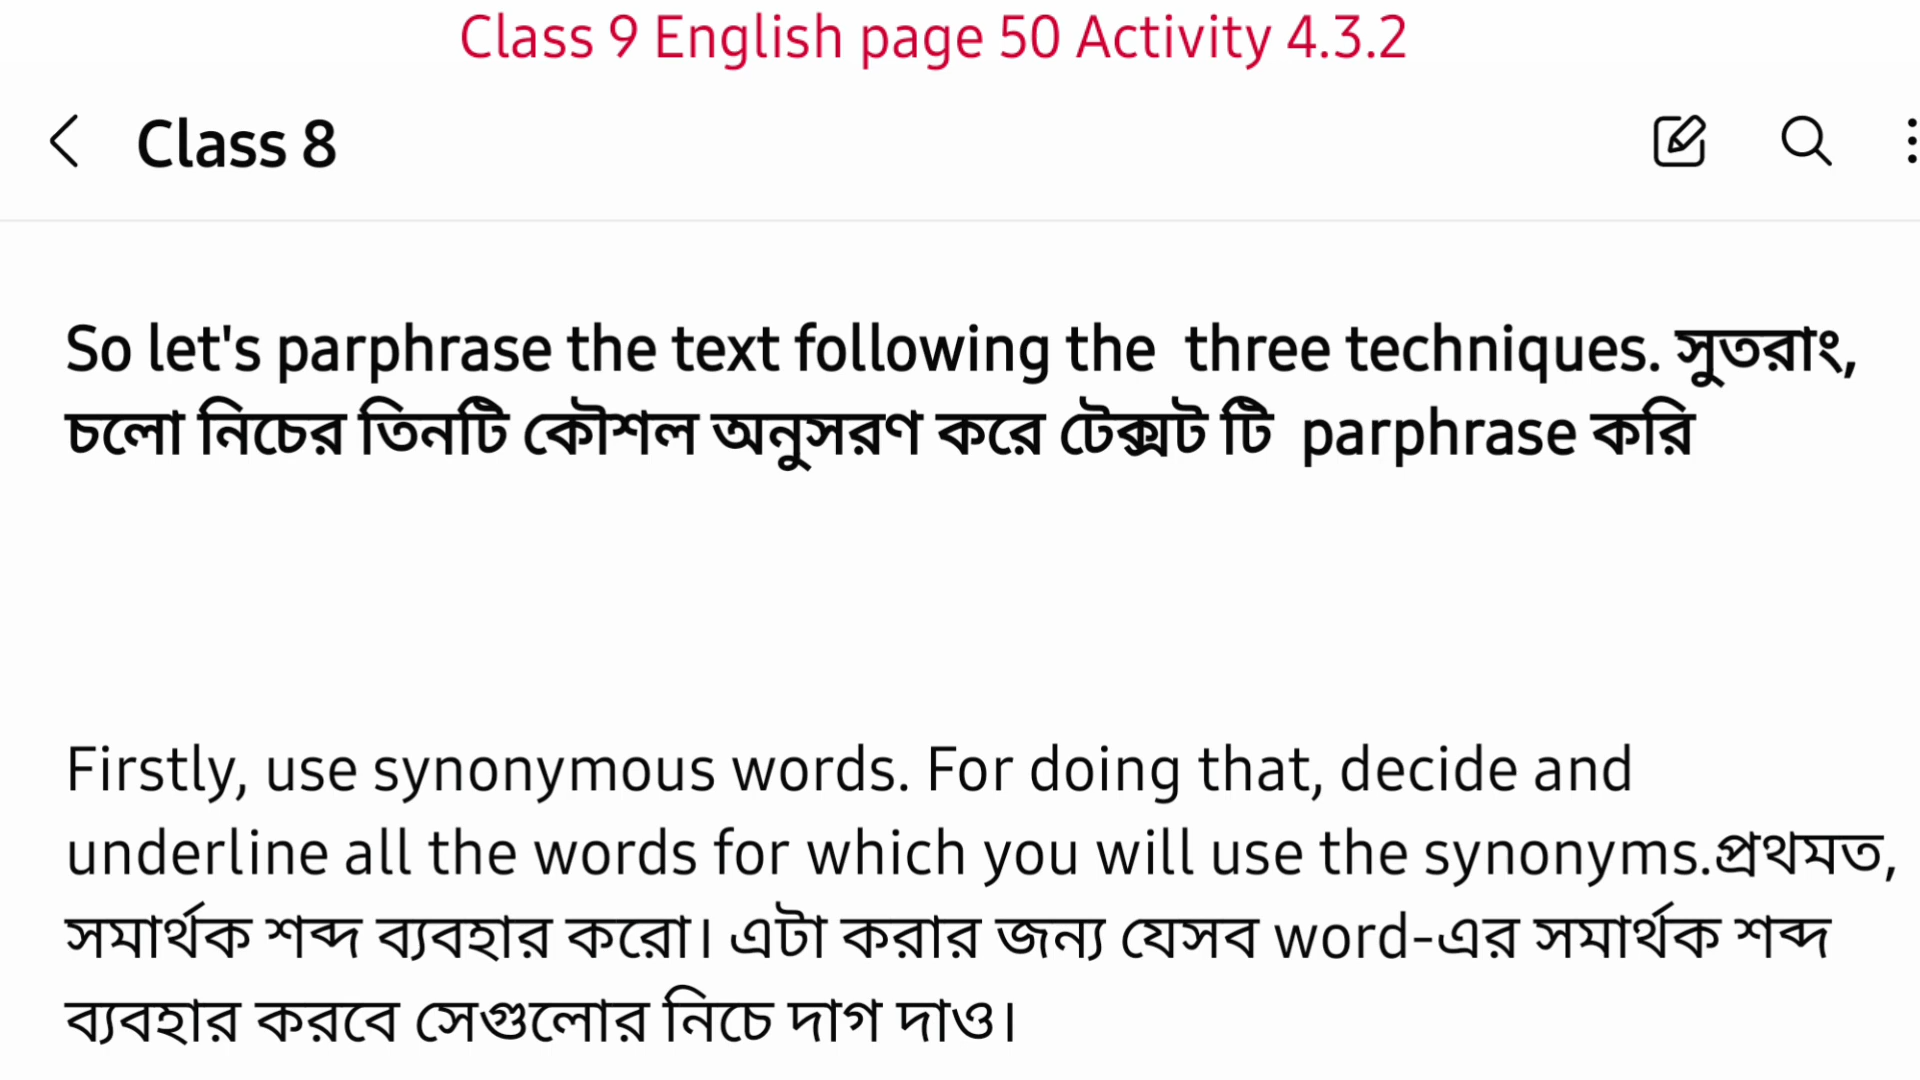 Class 9 English page 50 Activity 4.3.2
Class 8
So let's parphrase the text following the three techniques. সুতরাং,
চলো নিচের তিনটি কৌশল অনুসরণ করে টেক্সট টি parphrase করি
Firstly, use synonymous words. For doing that, decide and
underline all the words for which you will use the synonyms.প্রথমত,
সমার্থক শব্দ ব্যবহার করো। এটা করার জন্য যেসব word-এর সমার্থক শব্দ
ব্যবহার করবে সেগুলোর নিচে দাগ দাও।